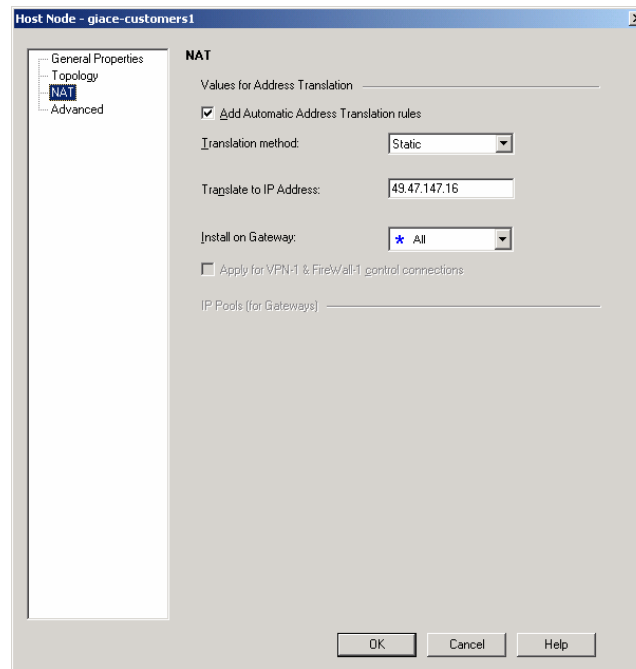 Host Node - giace-customers1
General Properties
Topology
NAT
Advanced
NAT
Values for Address Translation
Add Automatic Address Translation rules
Translation method:
Static
Translate to IP Address:
49.47.147.16
Install on Gateway:
* All
Apply for VPN-1 & FireWall-1 control connections
IP Pools (for Gateways)
OK
Cancel
Help